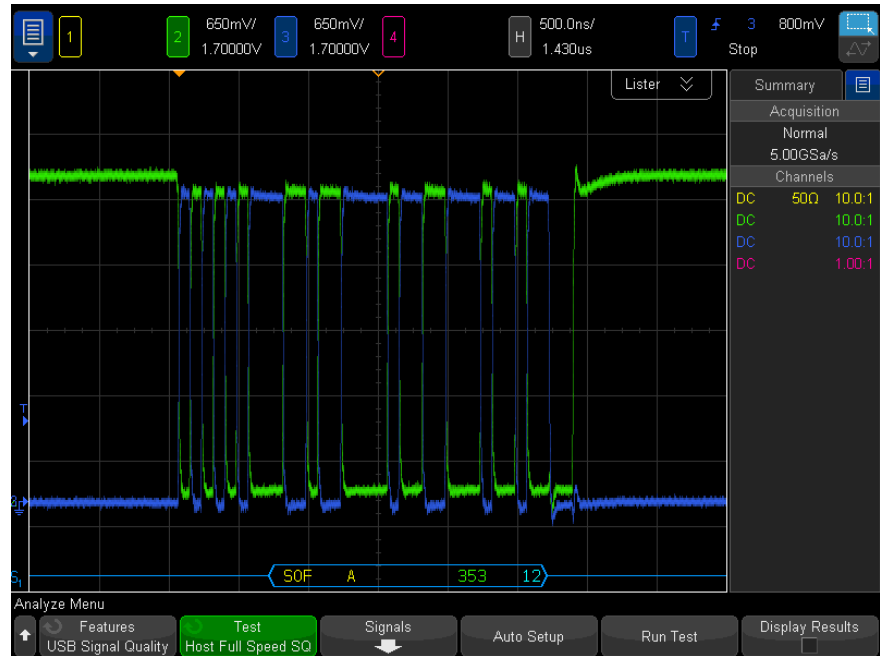 1 2 650mV/ 3 650mV/ 4 H 500.0ns/ T 3 800mV
1.70000V 1.70000V 1.430us Stop
Lister
Summary
Acquisition
Normal
5.00GSa/s
Channels
DC 50Ω 10.0:1
DC 10.0:1
DC 10.0:1
DC 1.00:1
T
2
S1 SOF A 353 12
Analyze Menu
Features Test Signals Auto Setup Run Test Display Results
USB Signal Quality Host Full Speed SQ